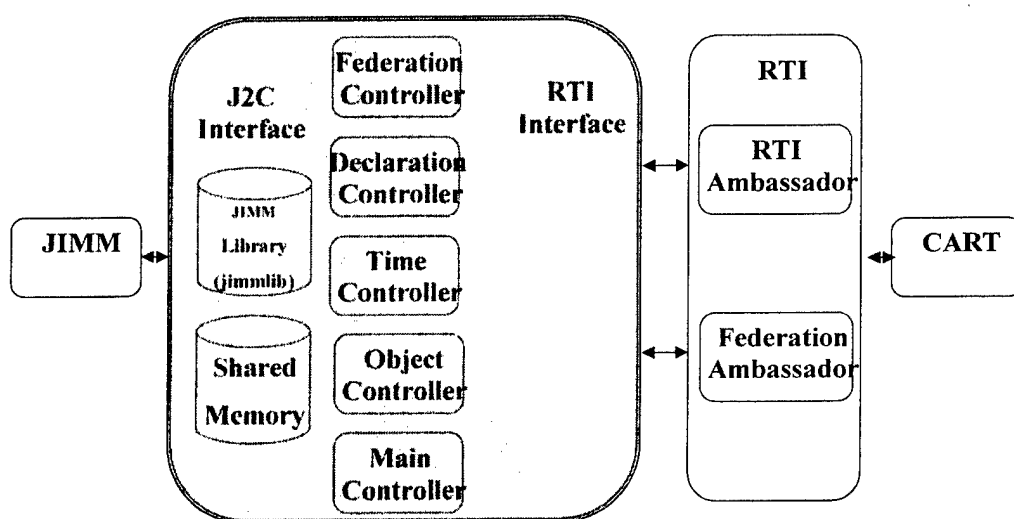 JIMM
J2C
Interface
JIMM
Library
(jimmlib)
Shared
Memory
Federation
Controller
Declaration
Controller
Time
Controller
Object
Controller
Main
Controller
RTI
Interface
RTI
RTI
Ambassador
Federation
Ambassador
CART